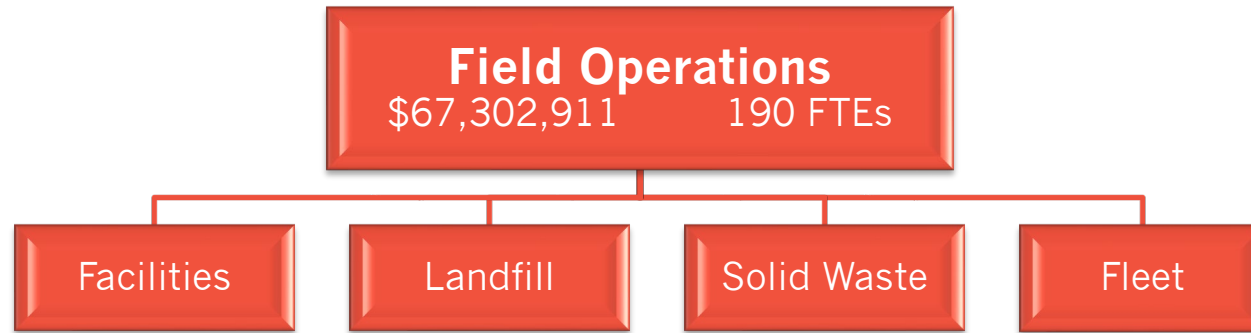 Field Operations
$67,302,911 190 FTEs
Facilities
Landfill
Solid Waste
Fleet